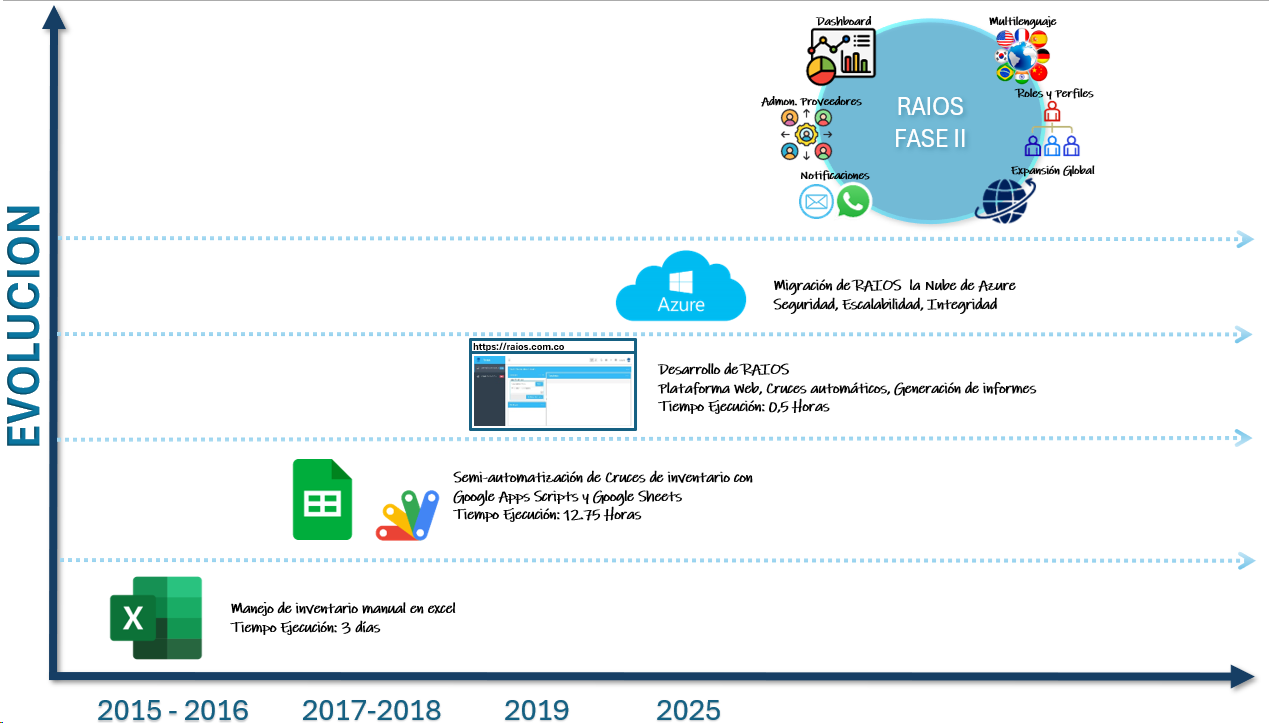 Dashboard
Multilenguaje
Admon. Proveedores
Roles y Perfiles
RAIOS
FASE II
Notificaciones
Expansión Global
EVOLUCION
Azure
Migración de RAIOS la Nube de Azure
Seguridad, Escalabilidad, Integridad
https://raios.com.co
Desarrollo de RAIOS
Plataforma Web, Cruces automáticos, Generación de informes
Tiempo Ejecución: 0,5 Horas
Semi-automatización de Cruces de inventario con
Google Apps Scripts y Google Sheets
Tiempo Ejecución: 12.75 Horas
X
Manejo de inventario manual en excel
Tiempo Ejecución: 3 días
2015 - 2016
2017-2018
2019
2025